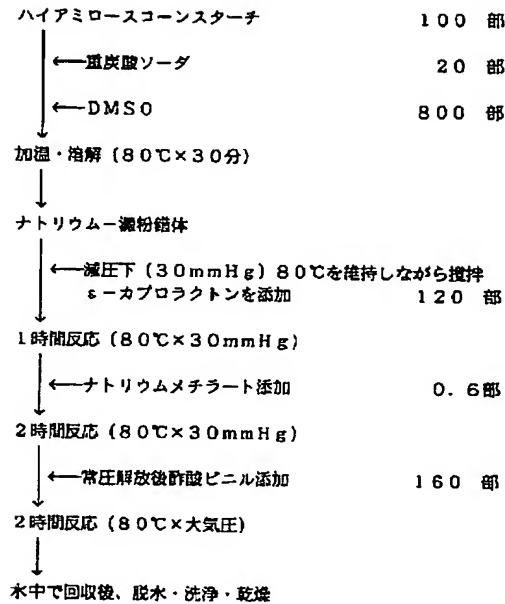 ハイアミロースコーンスターチ 100 部
←重炭酸ソーダ 20 部
←DMSO 800 部
加温・溶解(80℃×30分)
ナトリウムー澱粉錯体
←減圧下(30mmHg)80℃を維持しながら攪拌
ε-カプロラクトンを添加 120 部
1時間反応(80℃×30mmHg)
←ナトリウムメチラート添加 0.6部
2時間反応(80℃×30mmHg)
←常圧解放後酢酸ビニル添加 160 部
2時間反応(80℃×大気圧)
水中で回収後、脱水・洗浄・乾燥